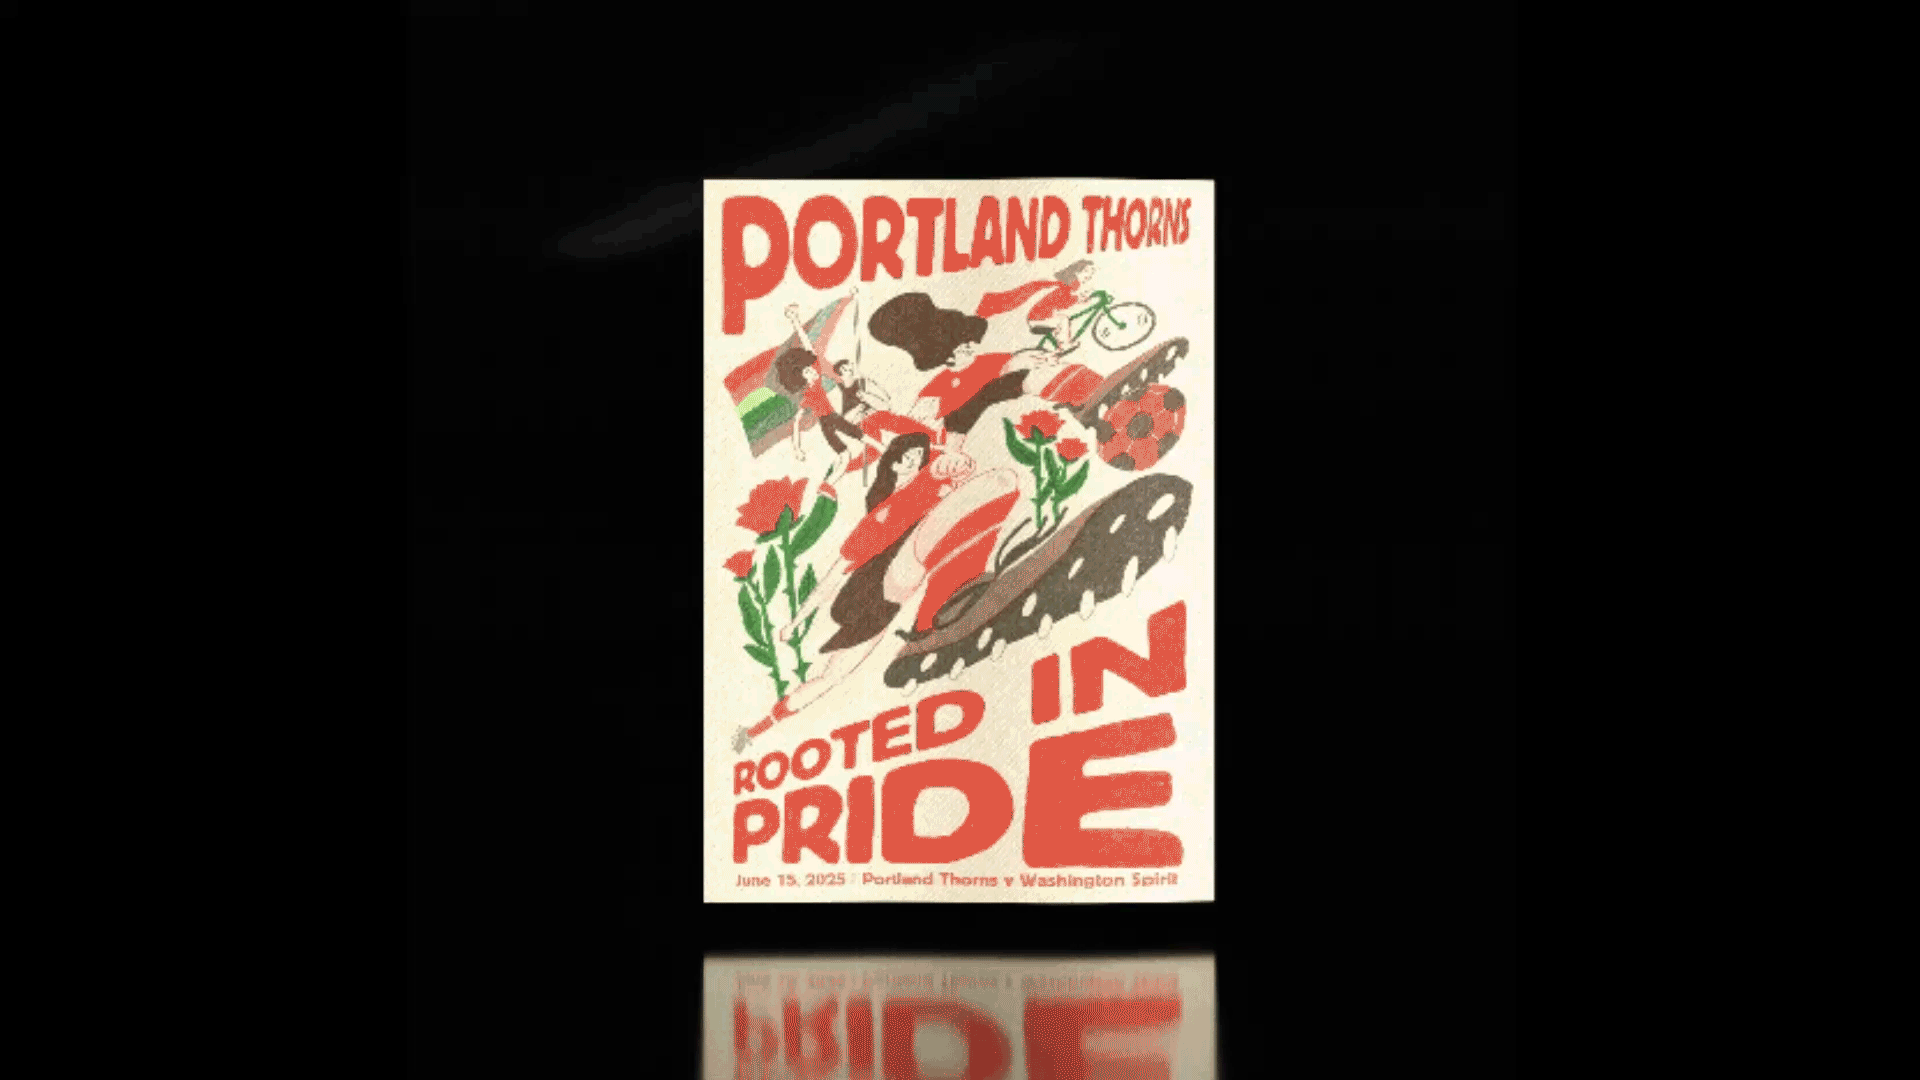 PORTLAND THORNS
ROOTED IN
PRIDE
June 15, 2025 Portland Thorns v Washington Spirit